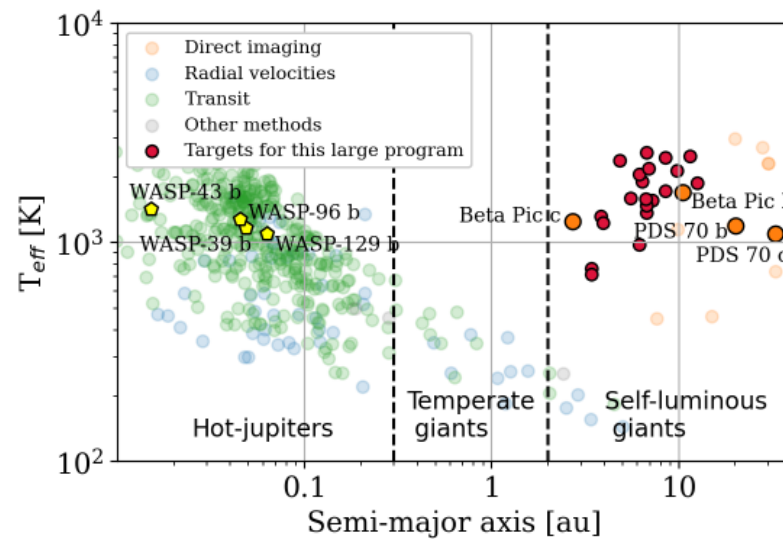 10^4
Direct imaging
Radial velocities
Transit
Other methods
Targets for this large program
WASP-43 b
WASP-96 b
WASP-39 b
WASP-129 b
Beta Pic c
Beta Pic
PDS 70 b
PDS 70
10^3
T_eff [K]
Hot-jupiters
Temperate
giants
Self-luminous
giants
10^2
0.1
1
10
Semi-major axis [au]